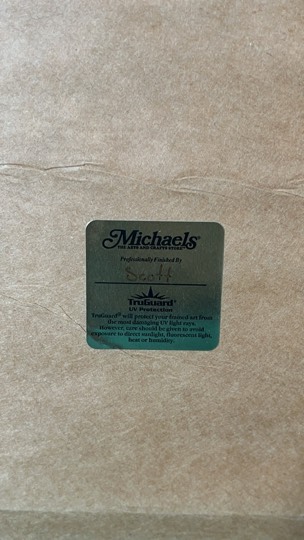 Michaels®
THE ARTS AND CRAFTS STORE®
Professionally Finished By
Scott
TruGuard®
UV Protection
TruGuard® will protect your framed art from
the most damaging UV light rays.
However, care should be given to avoid
exposure to direct sunlight, fluorescent light,
heat or humidity.